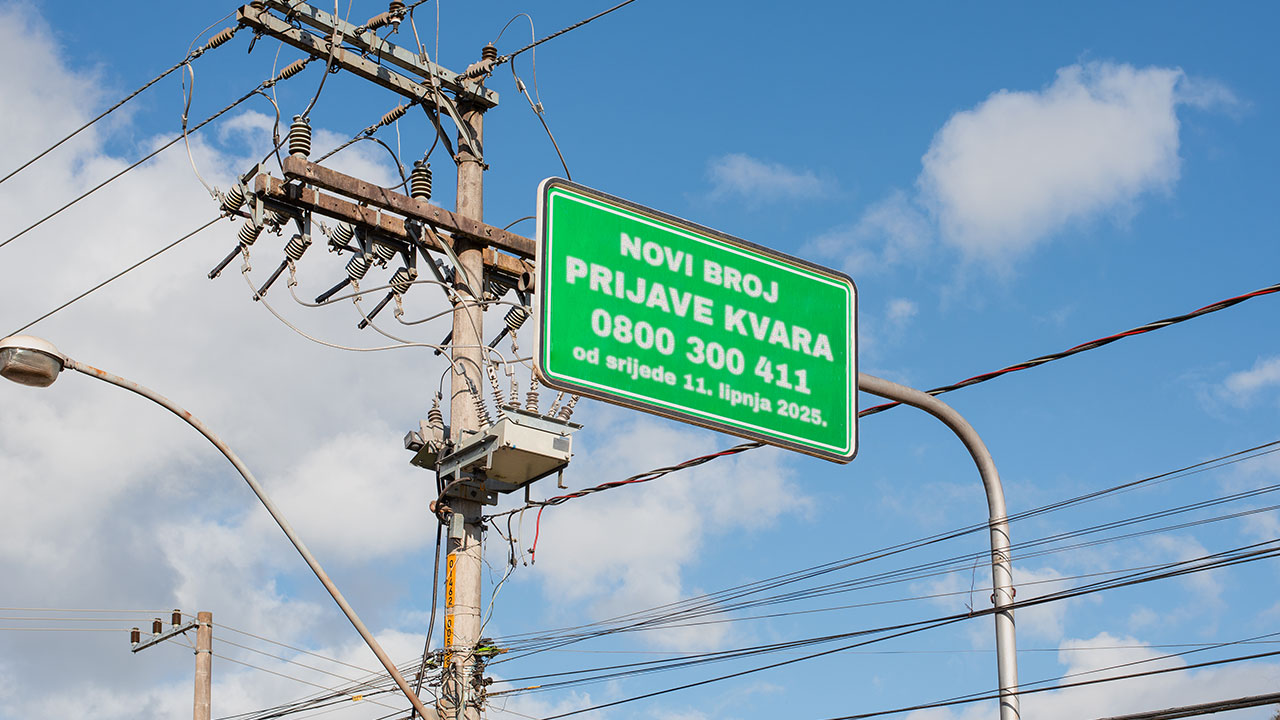 NOVI BROJ
PRIJAVE KVARA
0800 300 411
od srijede 11. lipnja 2025.